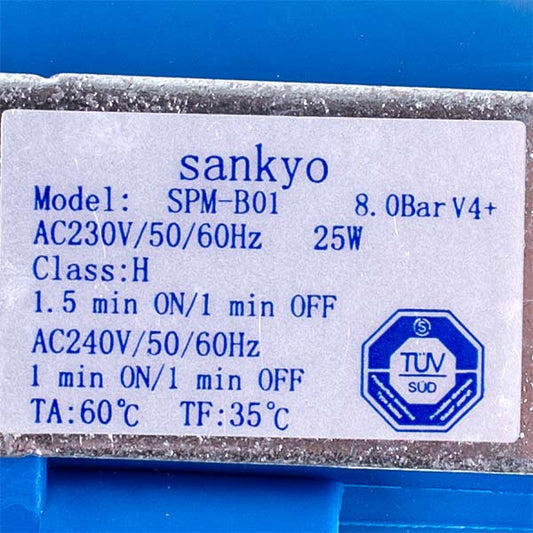 sankyo
Model: SPM-B01 8.0Bar V4+
AC230V/50/60Hz 25W
Class:H
1.5 min ON/1 min OFF
AC240V/50/60Hz
1 min ON/1 min OFF
TA:60℃ TF:35℃
TÜV
SÜD